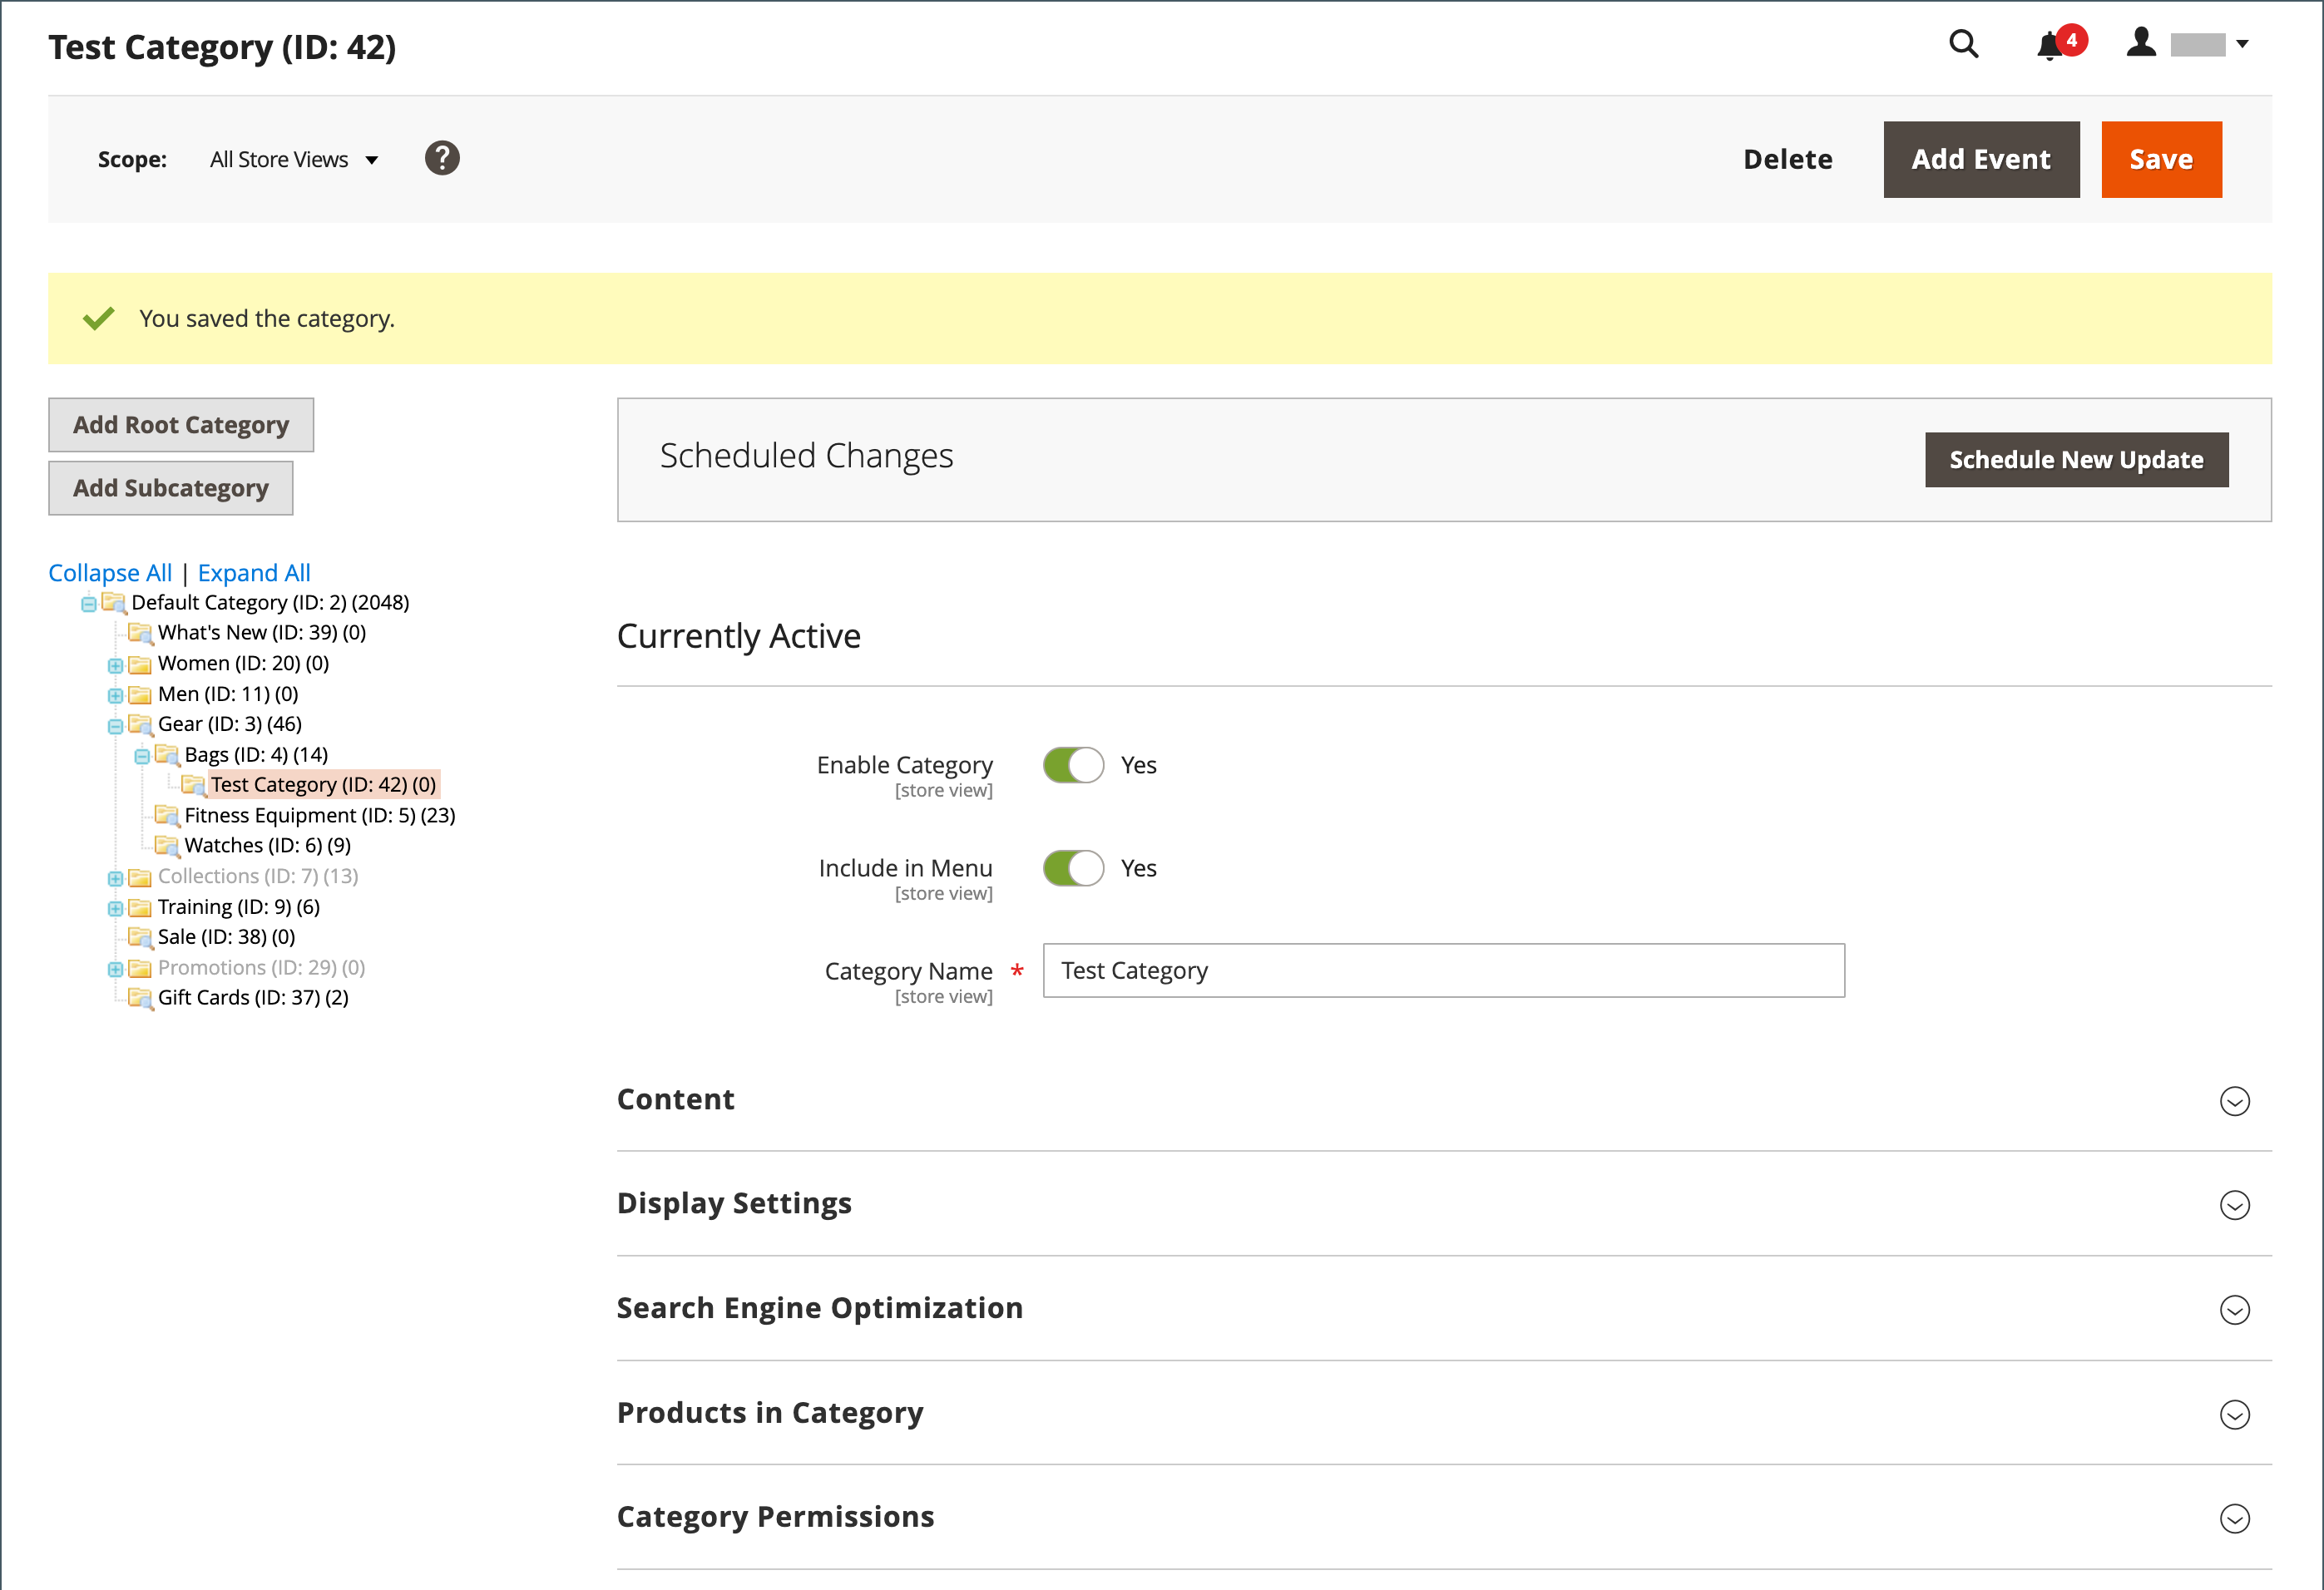 Test Category (ID: 42)
4
Scope: All Store Views ?
Delete Add Event Save
You saved the category.
Add Root Category
Add Subcategory
Collapse All | Expand All
Default Category (ID: 2) (2048)
What's New (ID: 39) (0)
Women (ID: 20) (0)
Men (ID: 11) (0)
Gear (ID: 3) (46)
Bags (ID: 4) (14)
Test Category (ID: 42) (0)
Fitness Equipment (ID: 5) (23)
Watches (ID: 6) (9)
Collections (ID: 7) (13)
Training (ID: 9) (6)
Sale (ID: 38) (0)
Promotions (ID: 29) (0)
Gift Cards (ID: 37) (2)
Scheduled Changes Schedule New Update
Currently Active
Enable Category Yes
[store view]
Include in Menu Yes
[store view]
Category Name * Test Category
[store view]
Content
Display Settings
Search Engine Optimization
Products in Category
Category Permissions